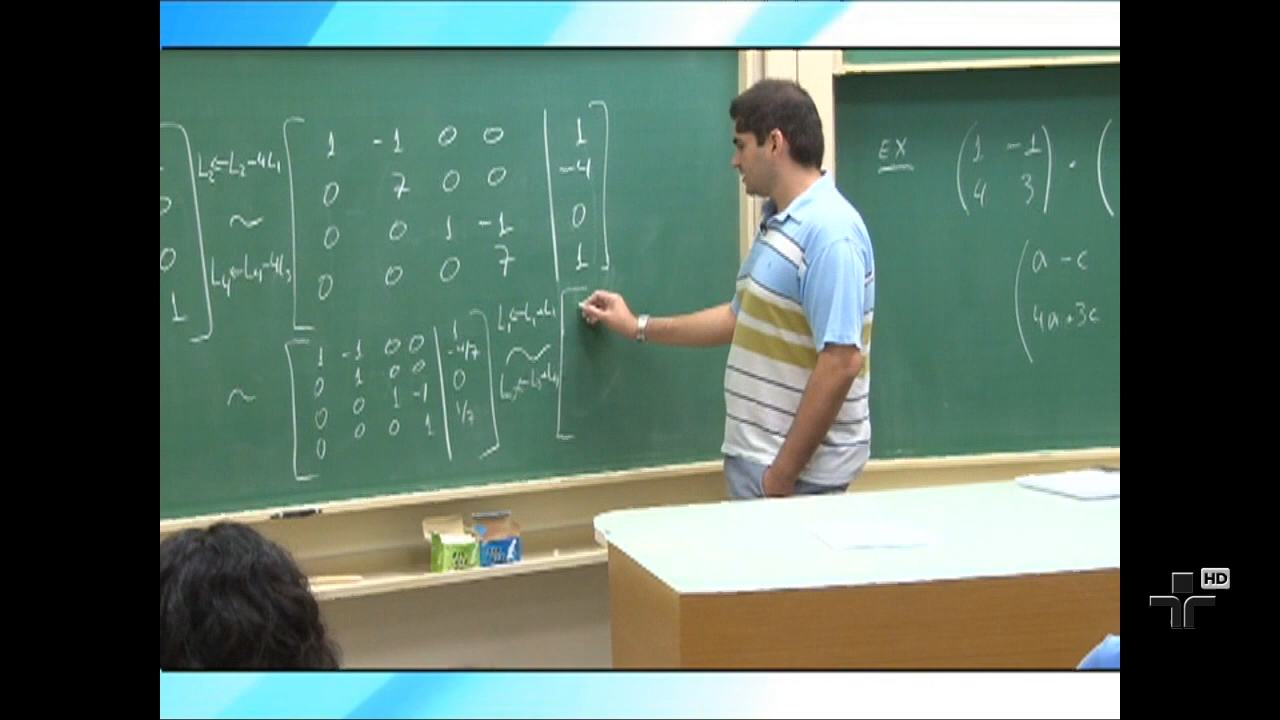 L₂←L₂-4L₁
∼
L₄←L₄-4L₃
0
1
1 -1 0 0 | 1
0 7 0 0 | -4
0 0 1 -1 | 0
0 0 0 7 | 1
∼
1 -1 0 0 | 1
0 1 0 0 | -4/7
0 0 1 -1 | 0
0 0 0 1 | 1/7
∼
EX
(1 -1) · (
4 3
a - c
4a + 3c
HD